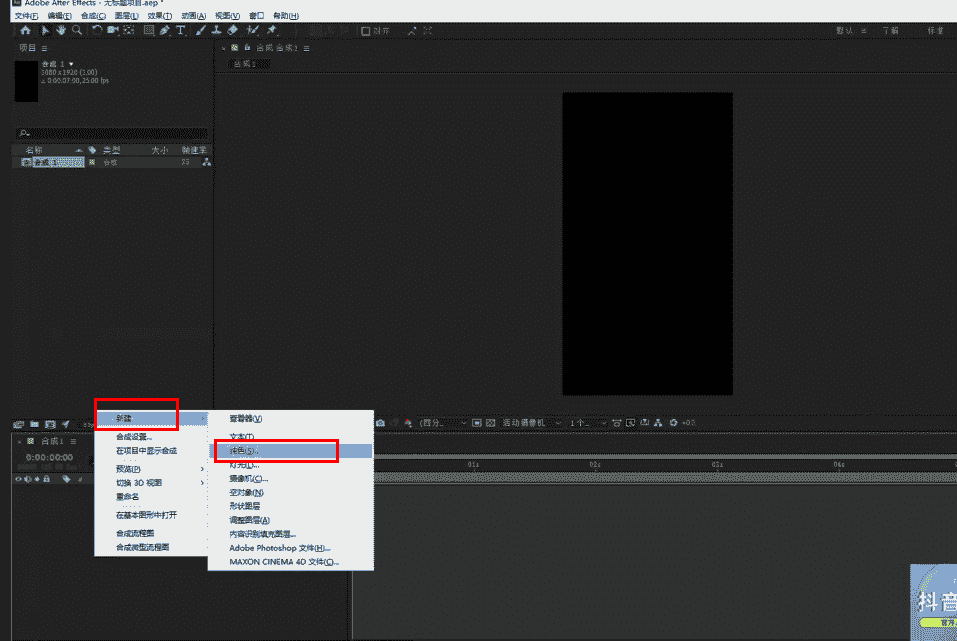 Adobe After Effects - 无标题项目.aep *
文件(F) 编辑(E) 合成(C) 图层(L) 效果(T) 动画(A) 视图(V) 窗口 帮助(H)
对齐 默认 了解 标准
项目
合成 1
1080 x 1920 (1.00)
合成 合成 1
合成 1
名称 类型 大小 帧速率
合成 25
(四分... 活动摄像机 1个... +0.0
合成 1
0:00:00:00
01s 02s 03s 04s
新建
合成设置...
在项目中显示合成
预览(P)
切换 3D 视图
重命名
在基本图形中打开
合成流程图
合成微型流程图
查看器(V)
文本(T)
纯色(S)...
灯光(L)...
摄像机(C)...
空对象(N)
形状图层
调整图层(A)
内容识别填充图层...
Adobe Photoshop 文件(H)...
MAXON CINEMA 4D 文件(C)...
抖音